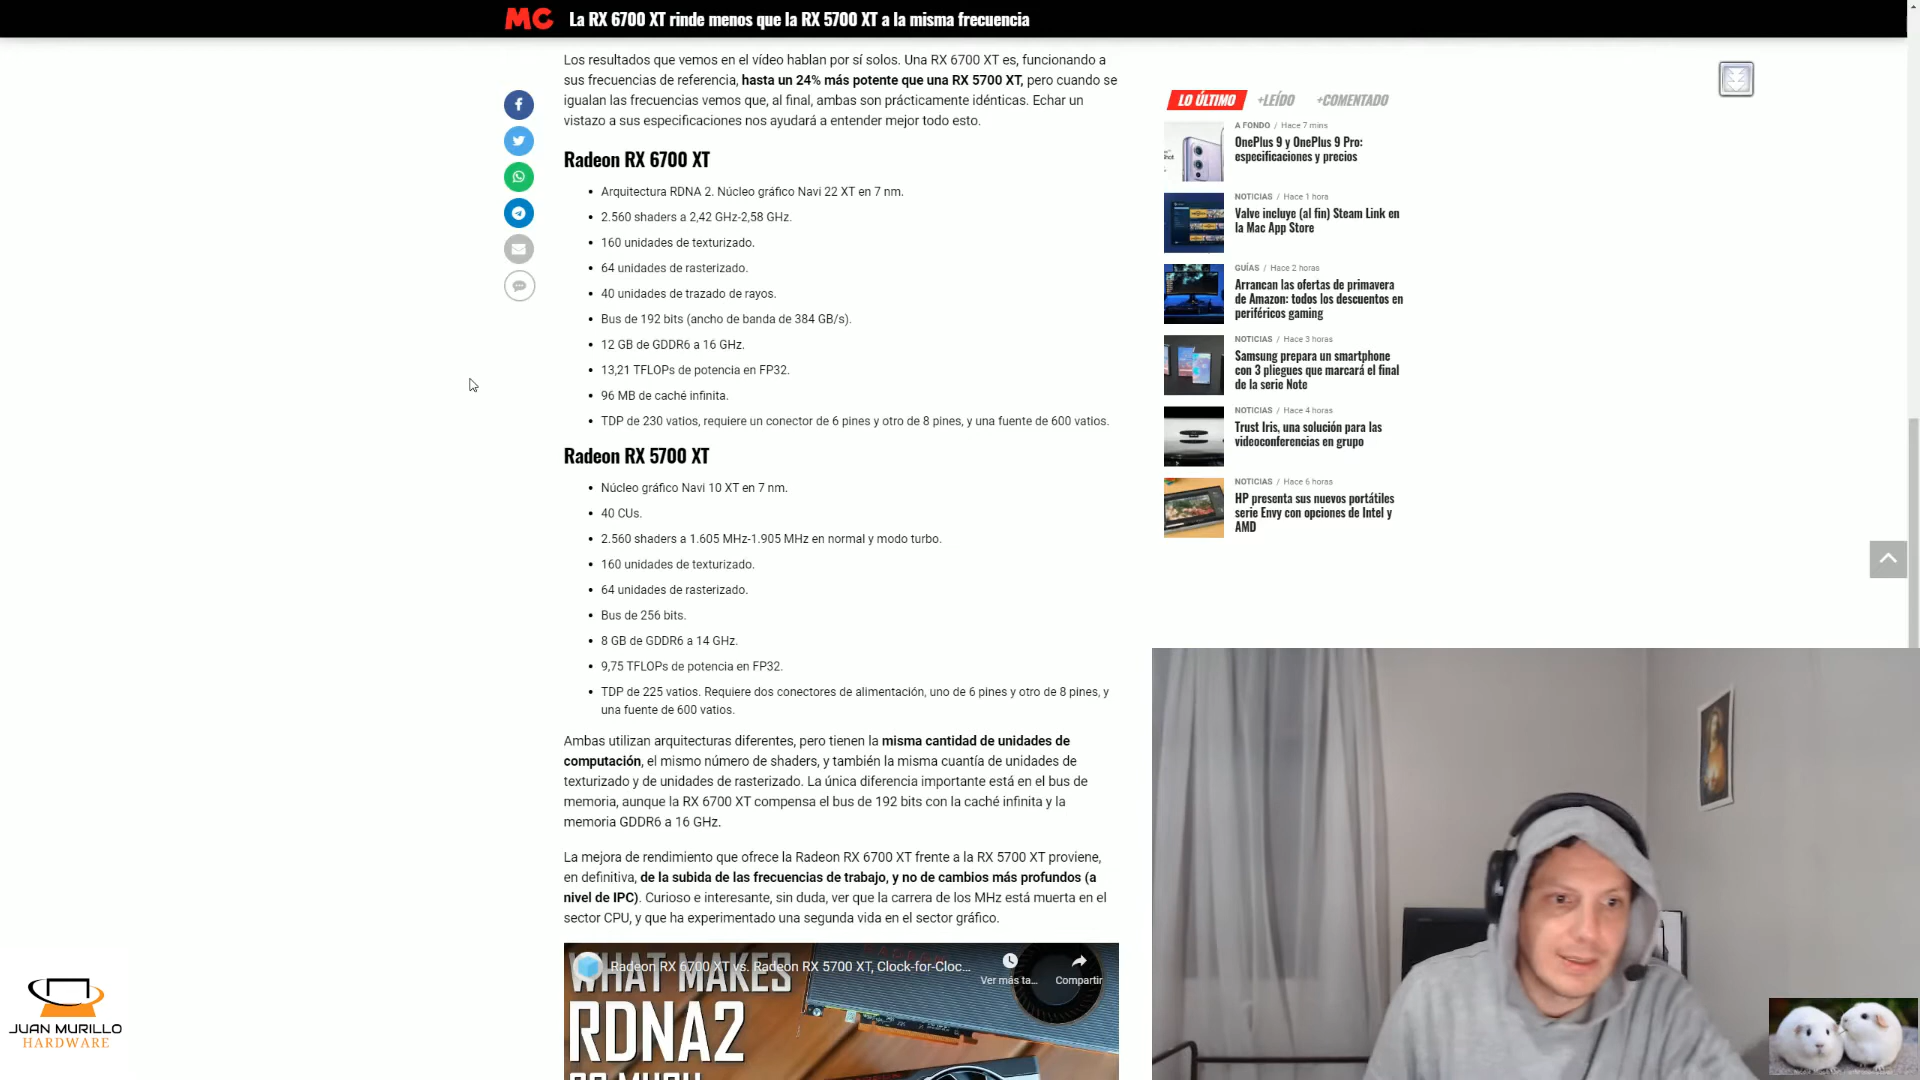 MC La RX 6700 XT rinde menos que la RX 5700 XT a la misma frecuencia
Los resultados que vemos en el vídeo hablan por sí solos. Una RX 6700 XT es, funcionando a
sus frecuencias de referencia, hasta un 24% más potente que una RX 5700 XT, pero cuando se
igualan las frecuencias vemos que, al final, ambas son prácticamente idénticas. Echar un
vistazo a sus especificaciones nos ayudará a entender mejor todo esto.
Radeon RX 6700 XT
Arquitectura RDNA 2. Núcleo gráfico Navi 22 XT en 7 nm.
2.560 shaders a 2,42 GHz-2,58 GHz.
160 unidades de texturizado.
64 unidades de rasterizado.
40 unidades de trazado de rayos.
Bus de 192 bits (ancho de banda de 384 GB/s).
12 GB de GDDR6 a 16 GHz.
13,21 TFLOPs de potencia en FP32.
96 MB de caché infinita.
TDP de 230 vatios, requiere un conector de 6 pines y otro de 8 pines, y una fuente de 600 vatios.
Radeon RX 5700 XT
Núcleo gráfico Navi 10 XT en 7 nm.
40 CUs.
2.560 shaders a 1.605 MHz-1.905 MHz en normal y modo turbo.
160 unidades de texturizado.
64 unidades de rasterizado.
Bus de 256 bits.
8 GB de GDDR6 a 14 GHz.
9,75 TFLOPs de potencia en FP32.
TDP de 225 vatios. Requiere dos conectores de alimentación, uno de 6 pines y otro de 8 pines, y
una fuente de 600 vatios.
Ambas utilizan arquitecturas diferentes, pero tienen la misma cantidad de unidades de
computación, el mismo número de shaders, y también la misma cuantía de unidades de
texturizado y de unidades de rasterizado. La única diferencia importante está en el bus de
memoria, aunque la RX 6700 XT compensa el bus de 192 bits con la caché infinita y la
memoria GDDR6 a 16 GHz.
La mejora de rendimiento que ofrece la Radeon RX 6700 XT frente a la RX 5700 XT proviene,
en definitiva, de la subida de las frecuencias de trabajo, y no de cambios más profundos (a
nivel de IPC). Curioso e interesante, sin duda, ver que la carrera de los MHz está muerta en el
sector CPU, y que ha experimentado una segunda vida en el sector gráfico.
Radeon RX 6700 XT vs. Radeon RX 5700 XT, Clock-for-Cloc...
Ver más ta...
Compartir
WHAT MAKES
RDNA2
SO MUCH
LO ÚLTIMO +LEÍDO +COMENTADO
A FONDO / Hace 7 mins
OnePlus 9 y OnePlus 9 Pro:
especificaciones y precios
NOTICIAS / Hace 1 hora
Valve incluye (al fin) Steam Link en
la Mac App Store
GUÍAS / Hace 2 horas
Arrancan las ofertas de primavera
de Amazon: todos los descuentos en
periféricos gaming
NOTICIAS / Hace 3 horas
Samsung prepara un smartphone
con 3 pliegues que marcará el final
de la serie Note
NOTICIAS / Hace 4 horas
Trust Iris, una solución para las
videoconferencias en grupo
NOTICIAS / Hace 6 horas
HP presenta sus nuevos portátiles
serie Envy con opciones de Intel y
AMD
JUAN MURILLO
HARDWARE